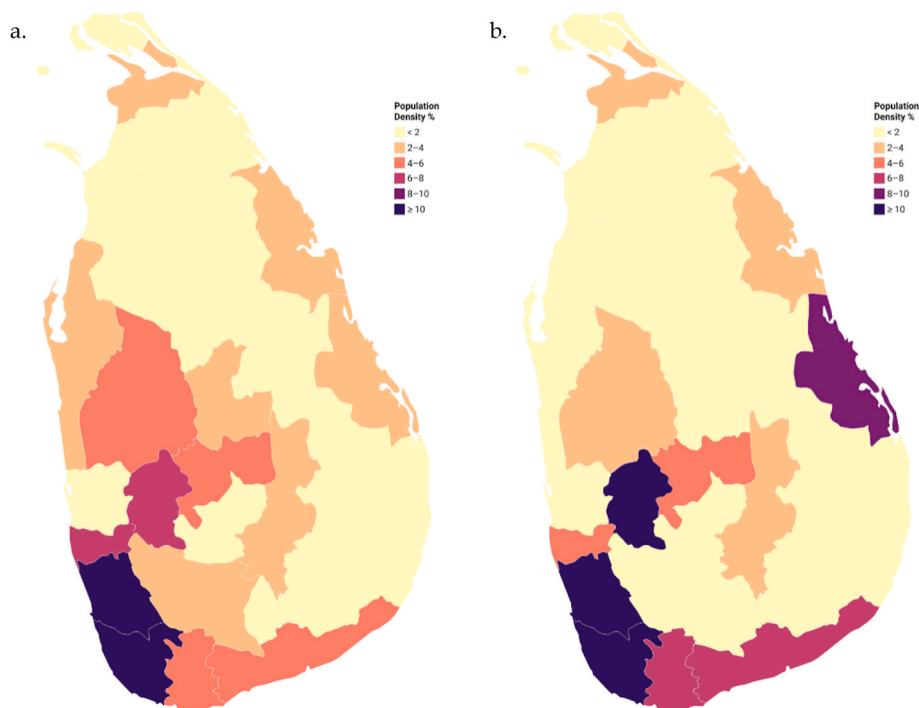 a.
Population
Density %
< 2
2–4
4–6
6–8
8–10
≥ 10
b.
Population
Density %
< 2
2–4
4–6
6–8
8–10
≥ 10